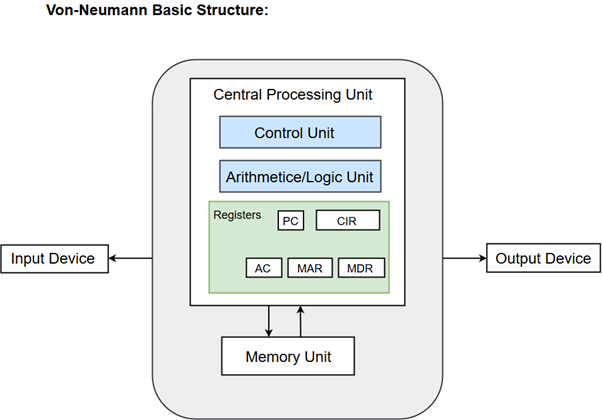 Von-Neumann Basic Structure:
Central Processing Unit
Control Unit
Arithmetice/Logic Unit
Registers
PC
CIR
AC
MAR
MDR
Input Device
Output Device
Memory Unit